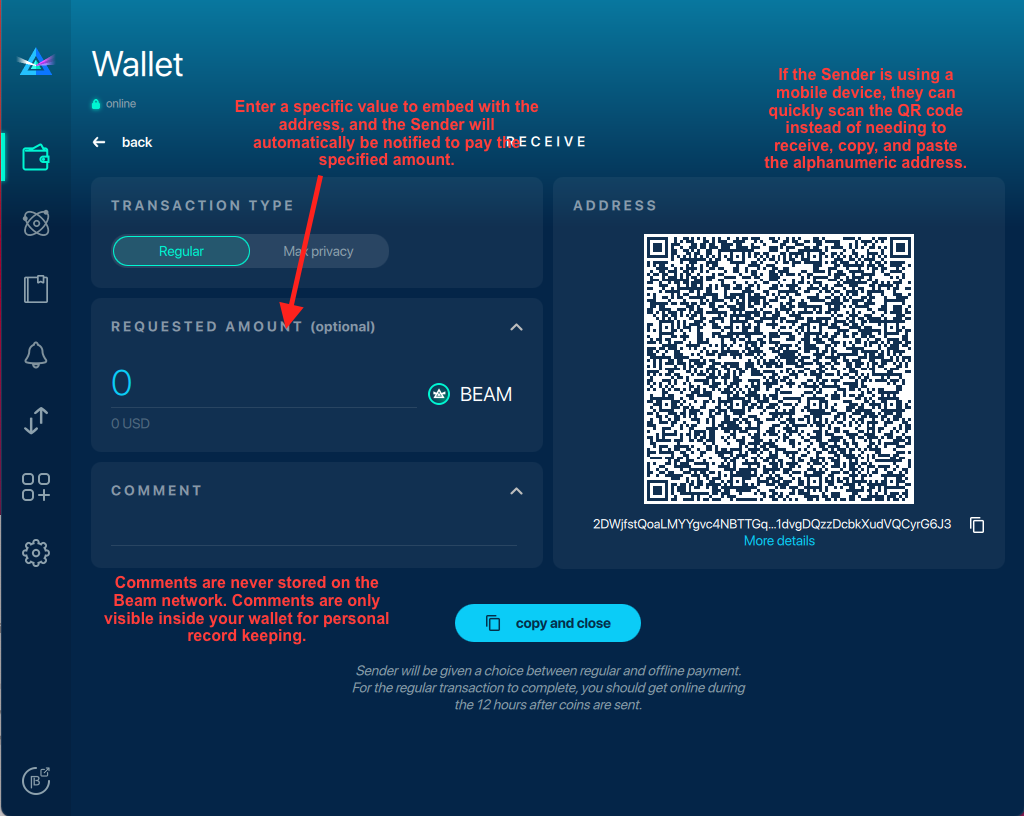 Wallet
online
Enter a specific value to embed with the
address, and the Sender will
automatically be notified to pay the
specified amount.
If the Sender is using a
mobile device, they can
quickly scan the QR code
instead of needing to
receive, copy, and paste
the alphanumeric address.
back
RECEIVE
TRANSACTION TYPE
Regular
Max privacy
REQUESTED AMOUNT (optional)
0
BEAM
0 USD
COMMENT
ADDRESS
2DWjfstQoaLMYYgvc4NBTTGq...1dvgDQzzDcbkXudVQCyrG6J3
More details
Comments are never stored on the
Beam network. Comments are only
visible inside your wallet for personal
record keeping.
copy and close
Sender will be given a choice between regular and offline payment.
For the regular transaction to complete, you should get online during
the 12 hours after coins are sent.